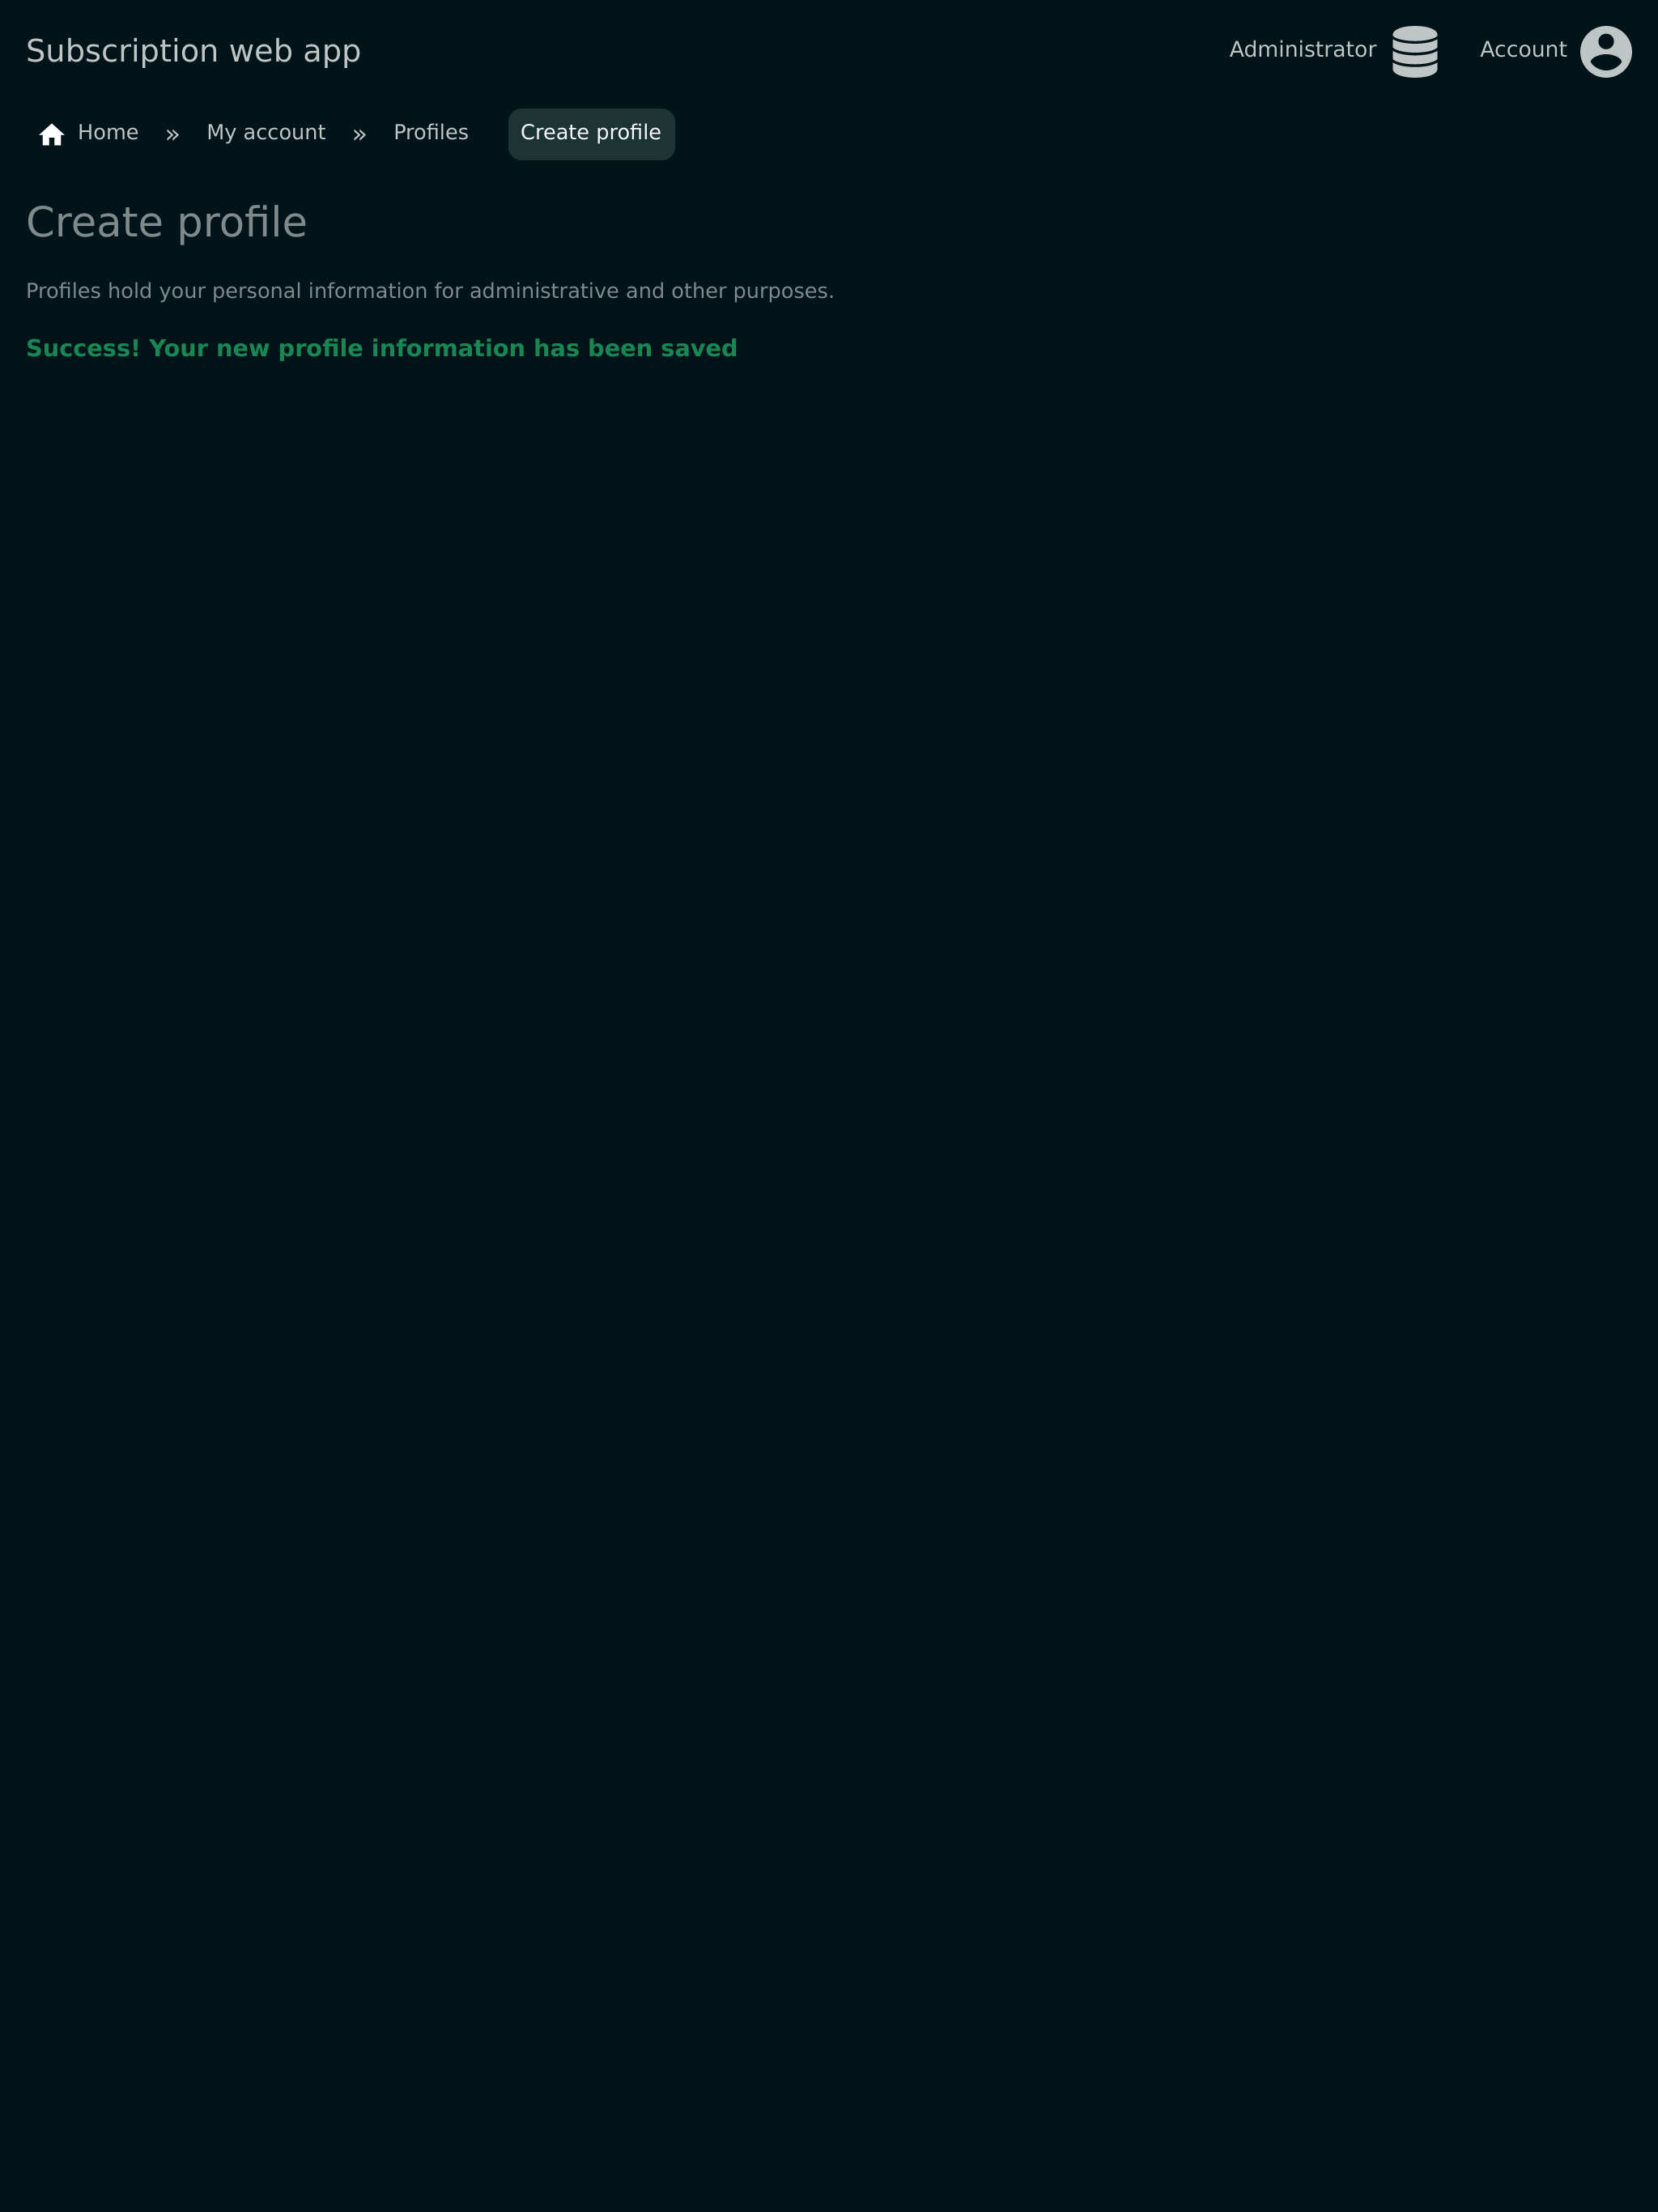 Subscription web app
Administrator
Account
Home » My account » Profiles Create profile
Create profile
Profiles hold your personal information for administrative and other purposes.
Success! Your new profile information has been saved